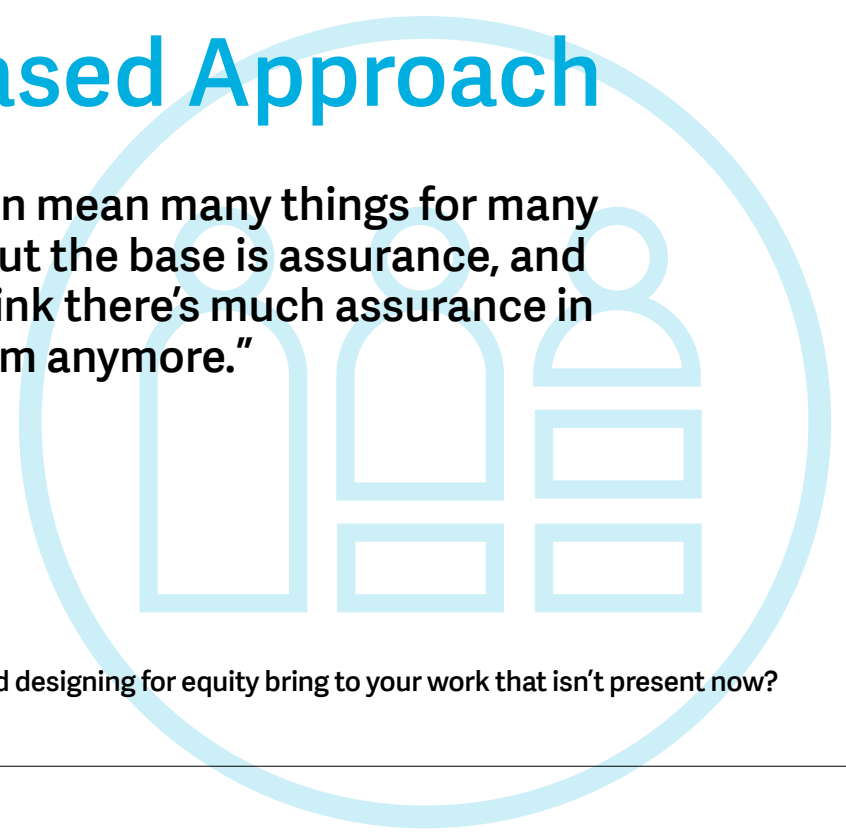 ased Approach
n mean many things for many
ut the base is assurance, and
ink there's much assurance in
m anymore.”
d designing for equity bring to your work that isn't present now?